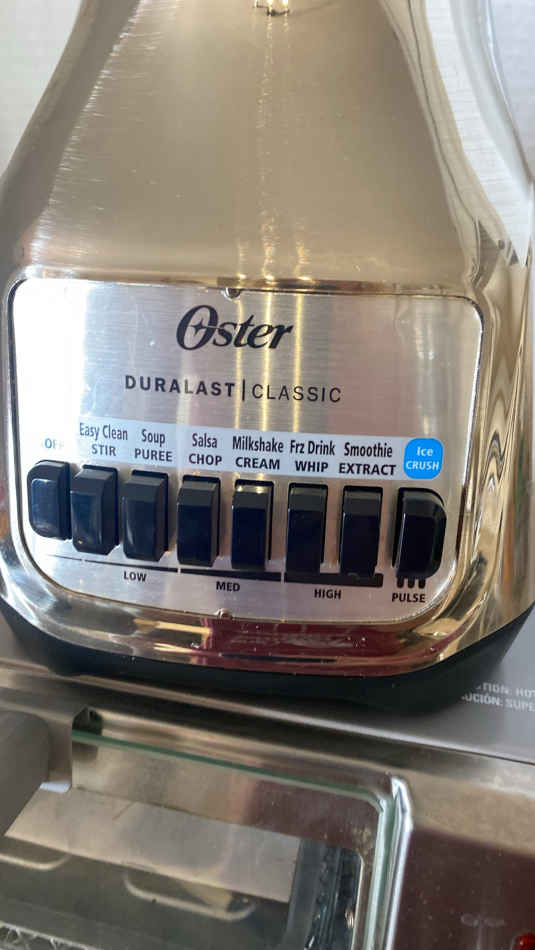 Oster
DURALAST|CLASSIC
OFF Easy Clean Soup Salsa Milkshake Frz Drink Smoothie Ice
STIR PUREE CHOP CREAM WHIP EXTRACT CRUSH
LOW MED HIGH PULSE